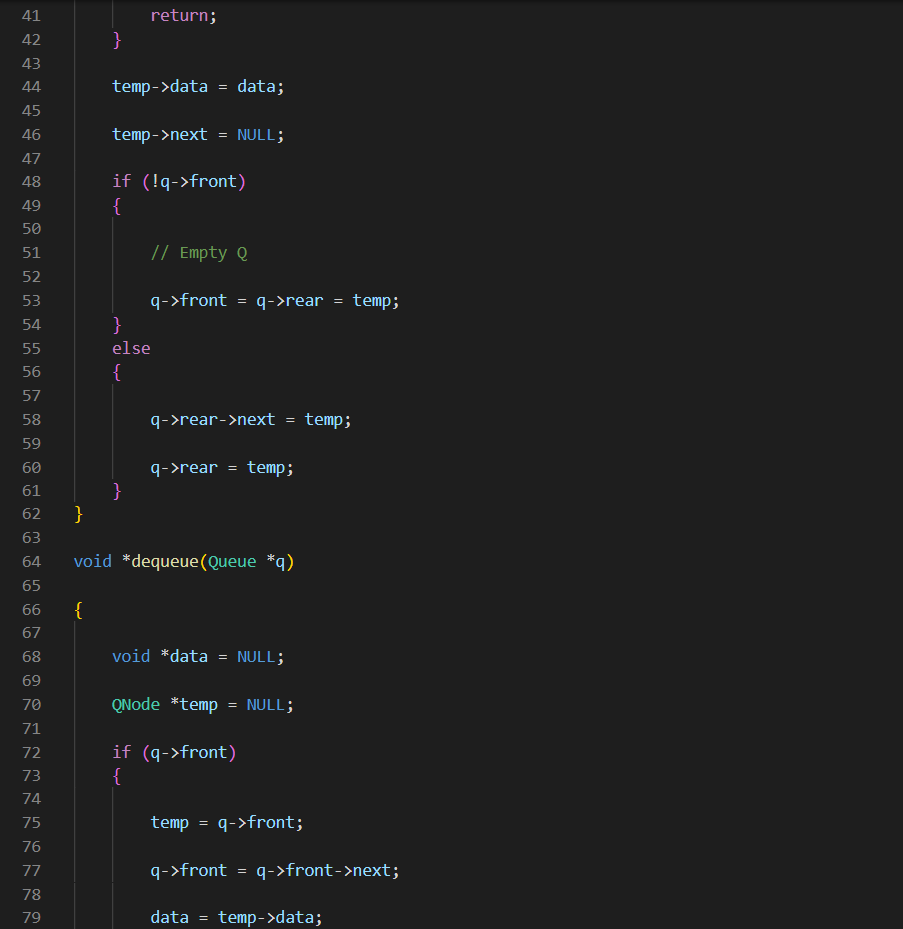 41 return;
42 }
43
44 temp->data = data;
45
46 temp->next = NULL;
47
48 if (!q->front)
49 {
50
51 // Empty Q
52
53 q->front = q->rear = temp;
54 }
55 else
56 {
57
58 q->rear->next = temp;
59
60 q->rear = temp;
61 }
62 }
63
64 void *dequeue(Queue *q)
65
66 {
67
68 void *data = NULL;
69
70 QNode *temp = NULL;
71
72 if (q->front)
73 {
74
75 temp = q->front;
76
77 q->front = q->front->next;
78
79 data = temp->data;